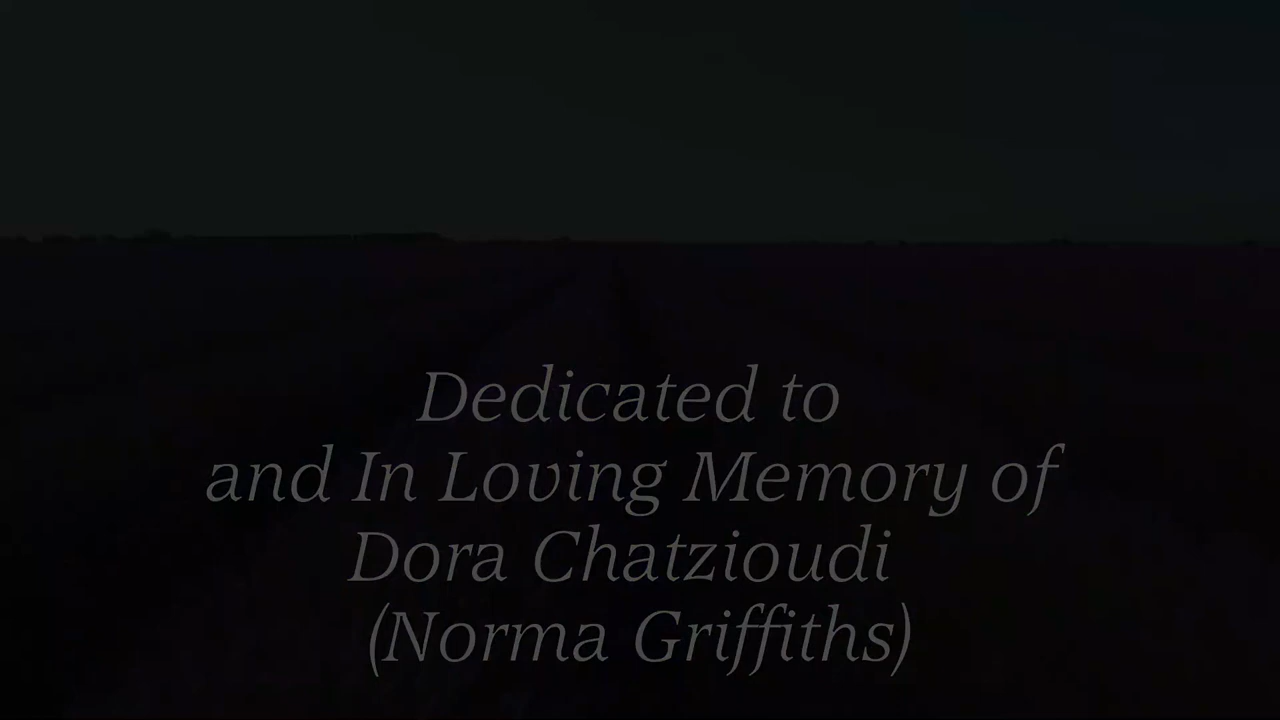 Dedicated to
and In Loving Memory of
Dora Chatzioudi
(Norma Griffiths)